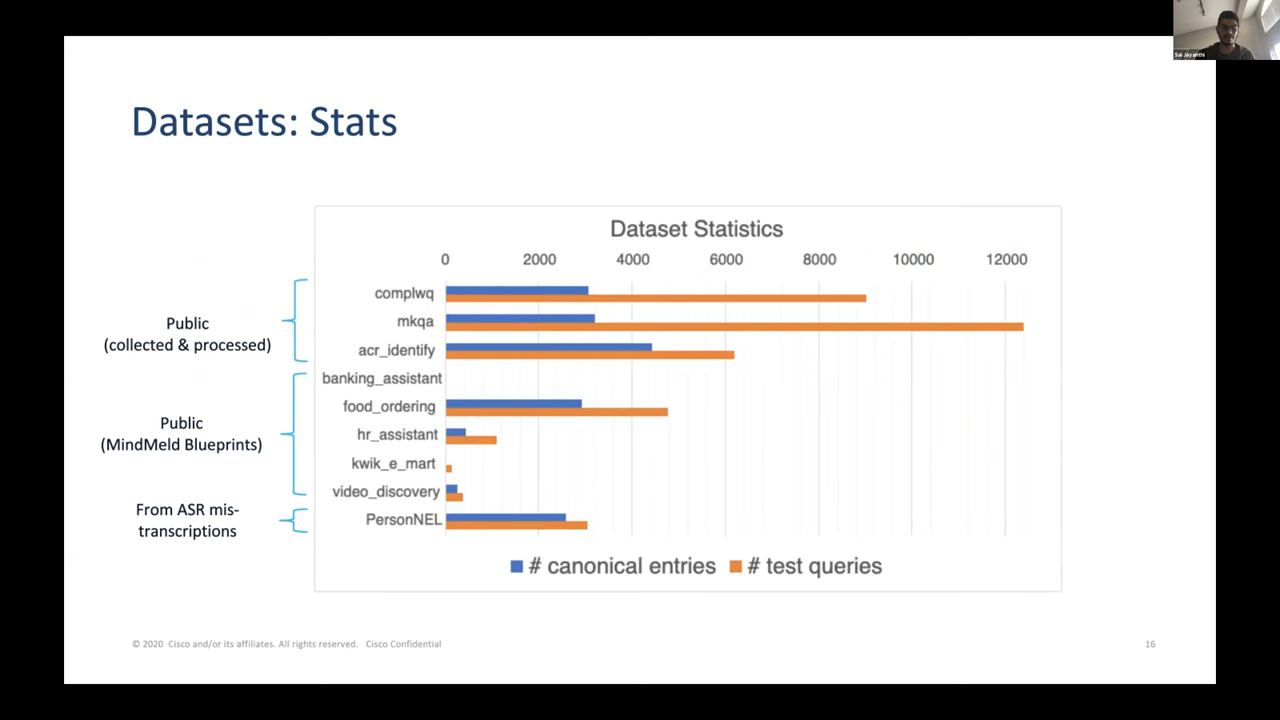 Sai Jayanthi
Datasets: Stats
Dataset Statistics
0 2000 4000 6000 8000 10000 12000
complwq
mkqa
acr_identify
banking_assistant
food_ordering
hr_assistant
kwik_e_mart
video_discovery
PersonNEL
Public
(collected & processed)
Public
(MindMeld Blueprints)
From ASR mis-
transcriptions
# canonical entries # test queries
© 2020 Cisco and/or its affiliates. All rights reserved. Cisco Confidential
16